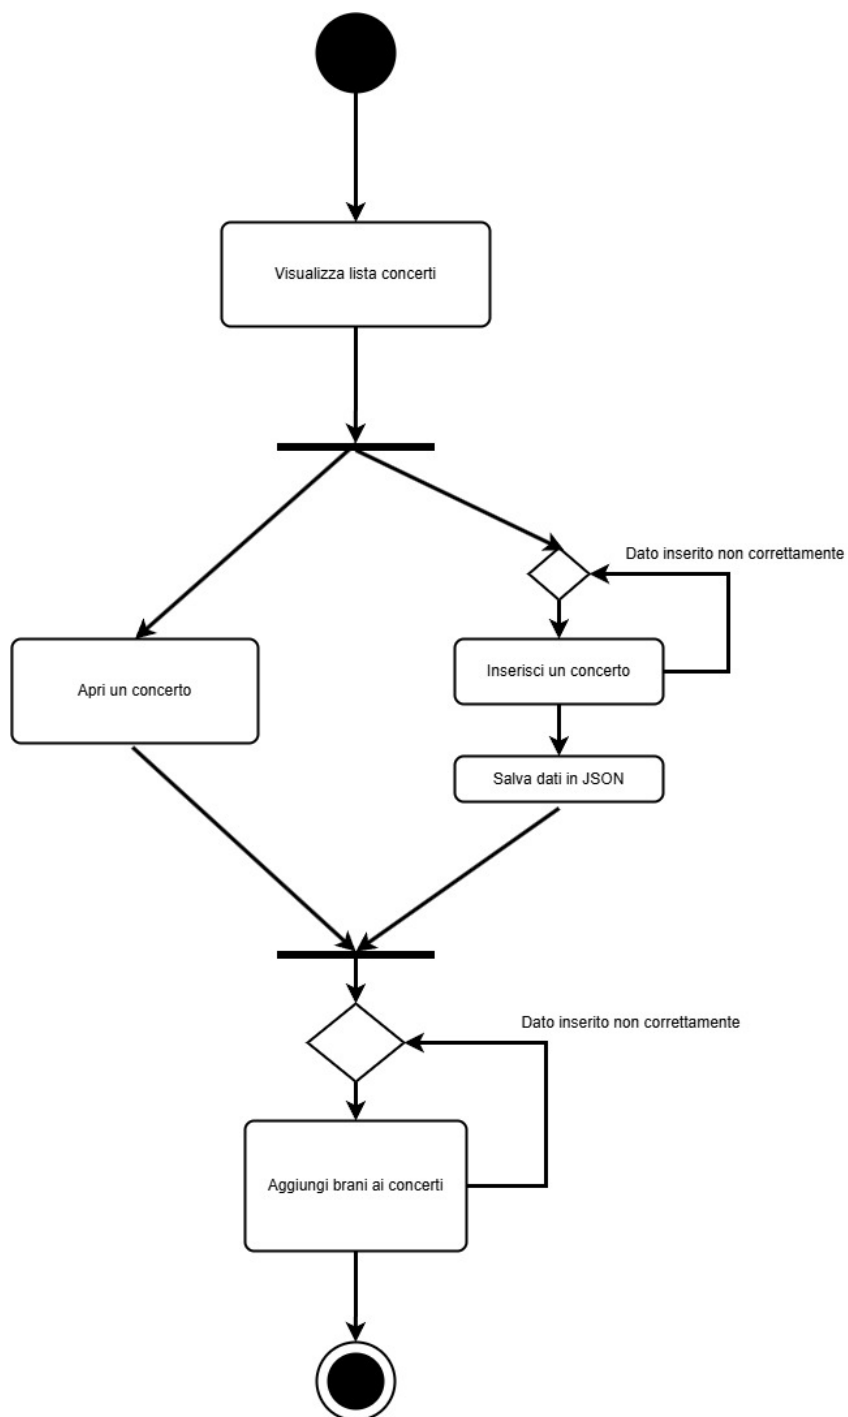 Visualizza lista concerti
Dato inserito non correttamente
Apri un concerto
Inserisci un concerto
Salva dati in JSON
Dato inserito non correttamente
Aggiungi brani ai concerti